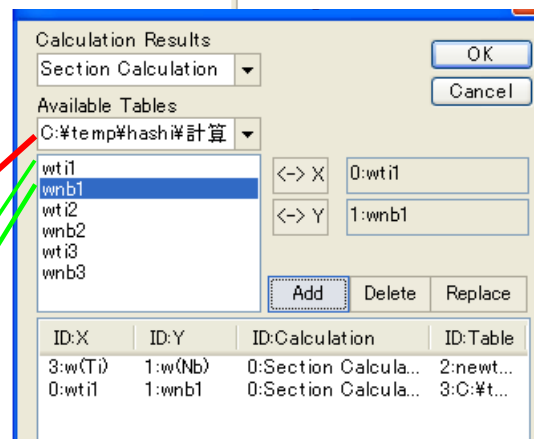 Calculation Results
Section Calculation
OK
Cancel
Available Tables
C:¥temp¥hashi¥計算
wti1
wnb1
wti2
wnb2
wti3
wnb3
<-> X 0:wti1
<-> Y 1:wnb1
Add Delete Replace
ID:X ID:Y ID:Calculation ID:Table
3:w(Ti) 1:w(Nb) 0:Section Calcula... 2:newt...
0:wti1 1:wnb1 0:Section Calcula... 3:C:¥t...